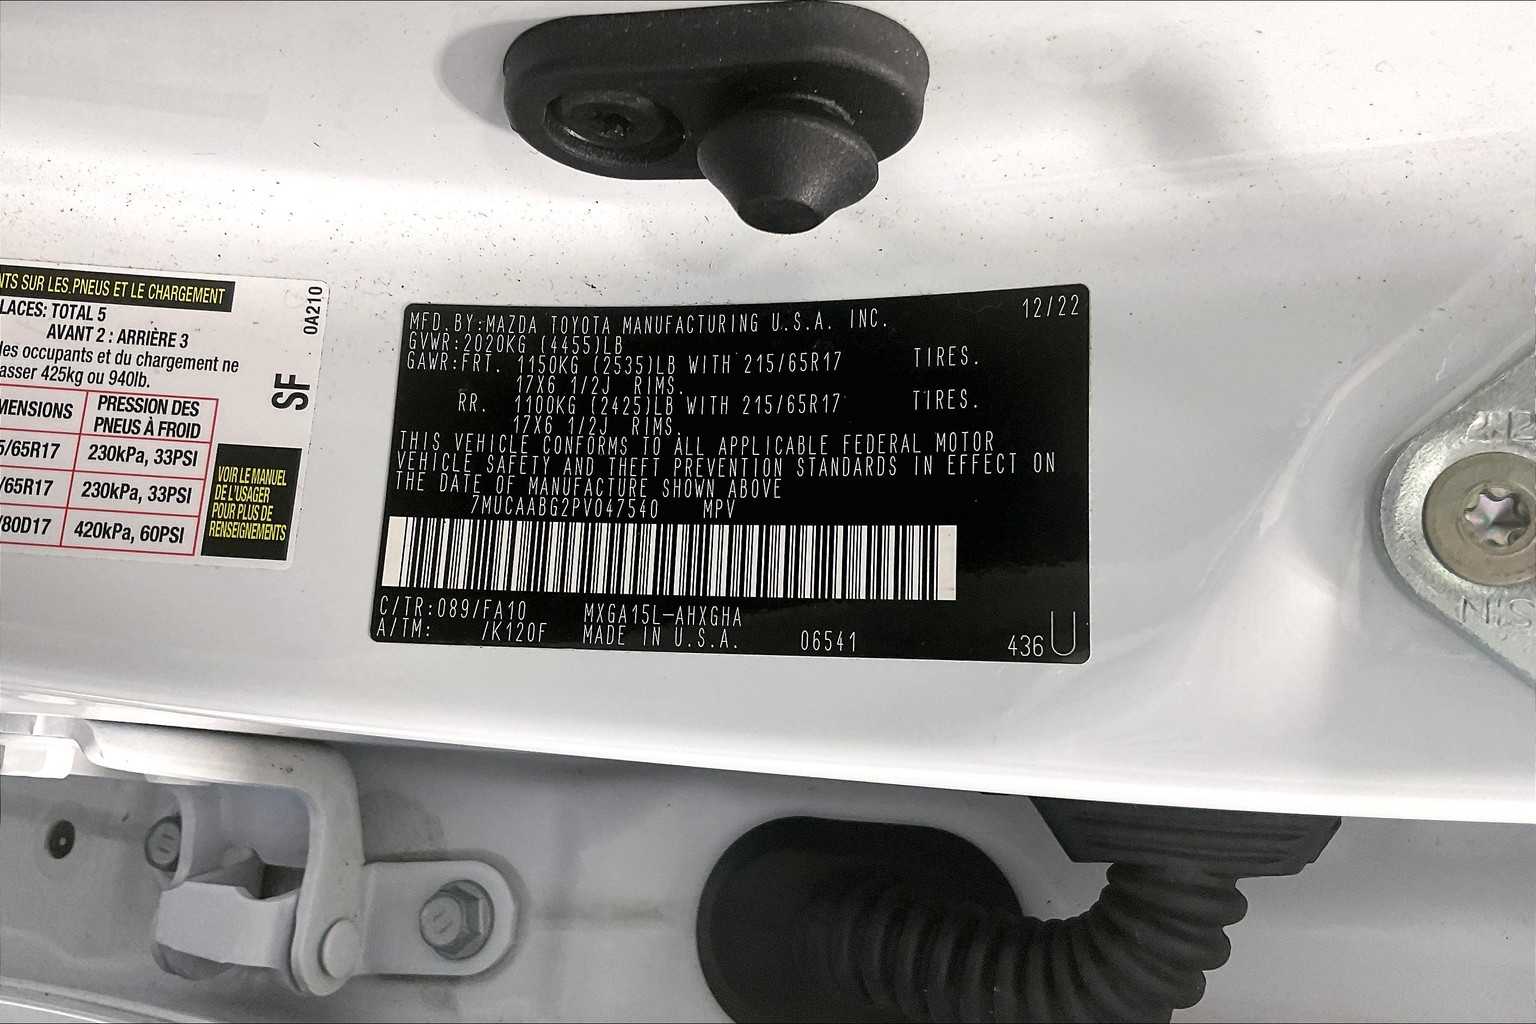 NTS SUR LES PNEUS ET LE CHARGEMENT
LACES: TOTAL 5
AVANT 2 : ARRIÈRE 3
les occupants et du chargement ne
asser 425kg ou 940lb.
MENSIONS PRESSION DES PNEUS À FROID
5/65R17 230kPa, 33PSI
/65R17 230kPa, 33PSI
/80D17 420kPa, 60PSI
0A210
SF
VOIR LE MANUEL
DE L'USAGER
POUR PLUS DE
RENSEIGNEMENTS
MFD. BY: MAZDA TOYOTA MANUFACTURING U.S.A. INC. 12/22
GVWR: 2020KG (4455)LB
GAWR: FRT. 1150KG (2535)LB WITH 215/65R17 TIRES.
17X6 1/2J RIMS.
RR. 1100KG (2425)LB WITH 215/65R17 TIRES.
17X6 1/2J RIMS.
THIS VEHICLE CONFORMS TO ALL APPLICABLE FEDERAL MOTOR
VEHICLE SAFETY AND THEFT PREVENTION STANDARDS IN EFFECT ON
THE DATE OF MANUFACTURE SHOWN ABOVE
7MUCAABG2PV047540 MPV
C/TR: 089/FA10 MXGA15L-AHXGHA
A/TM: /K120F MADE IN U.S.A. 06541 436 U